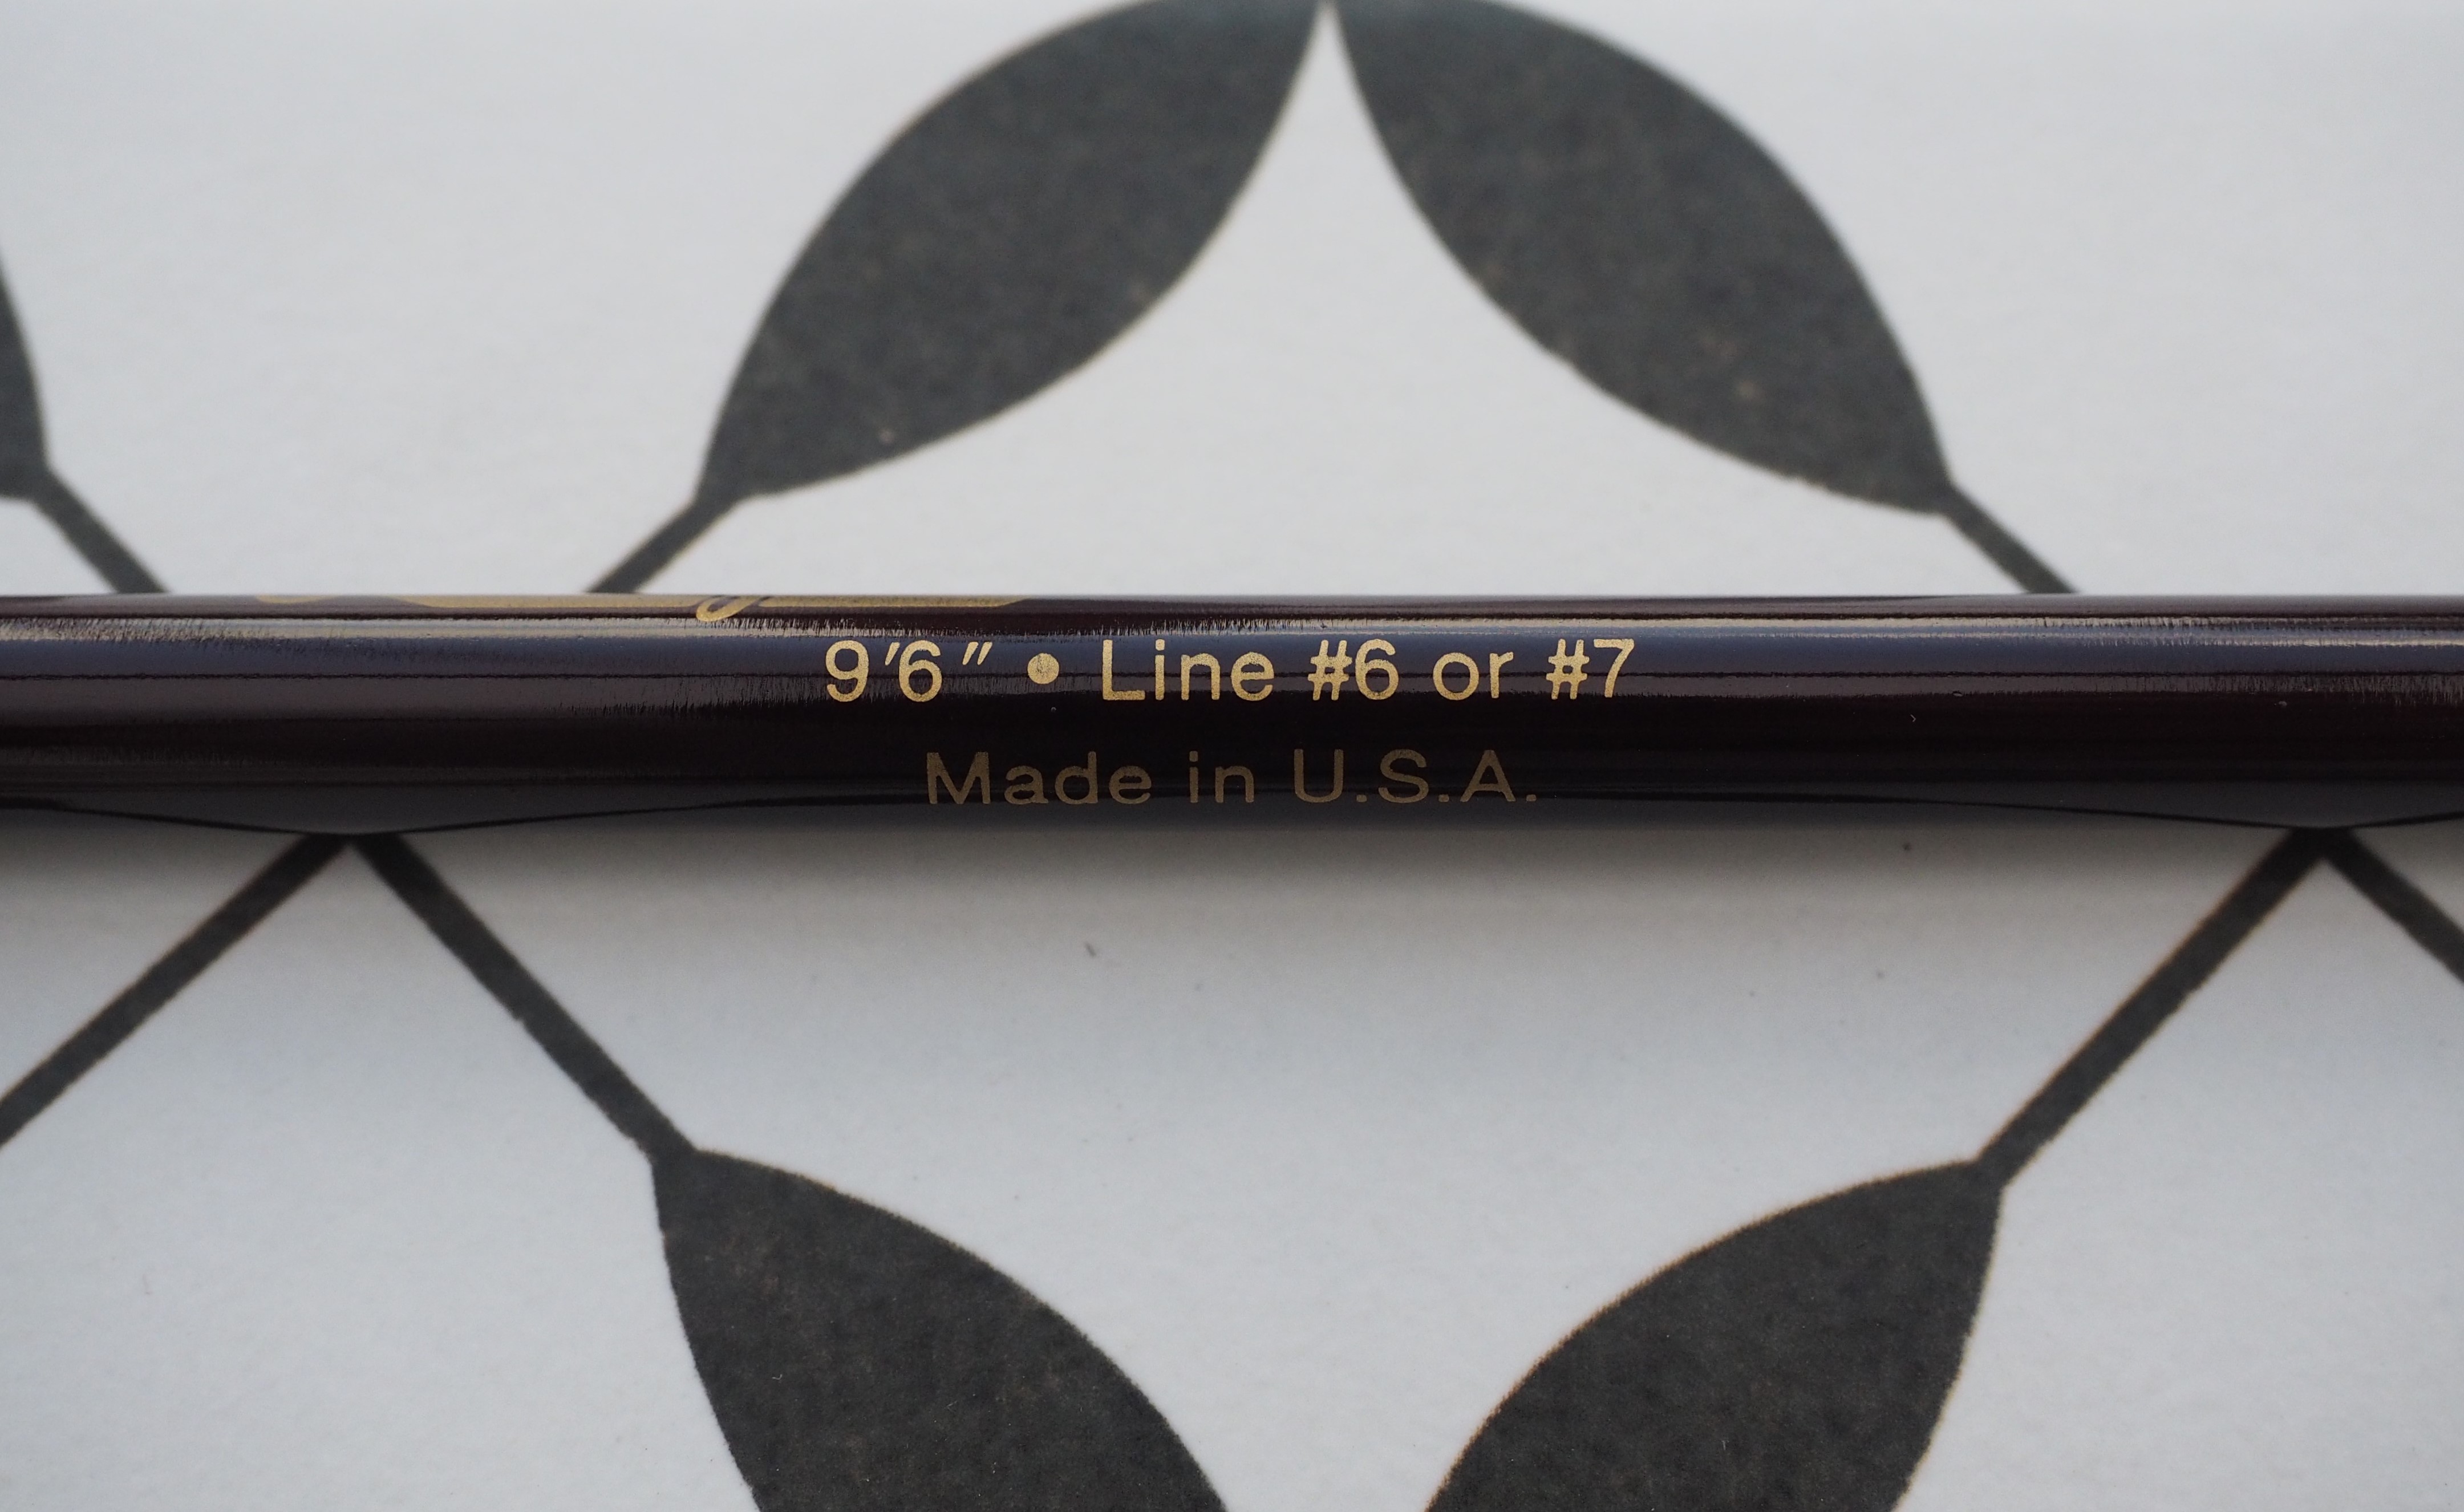 9'6" • Line #6 or #7
Made in U.S.A.